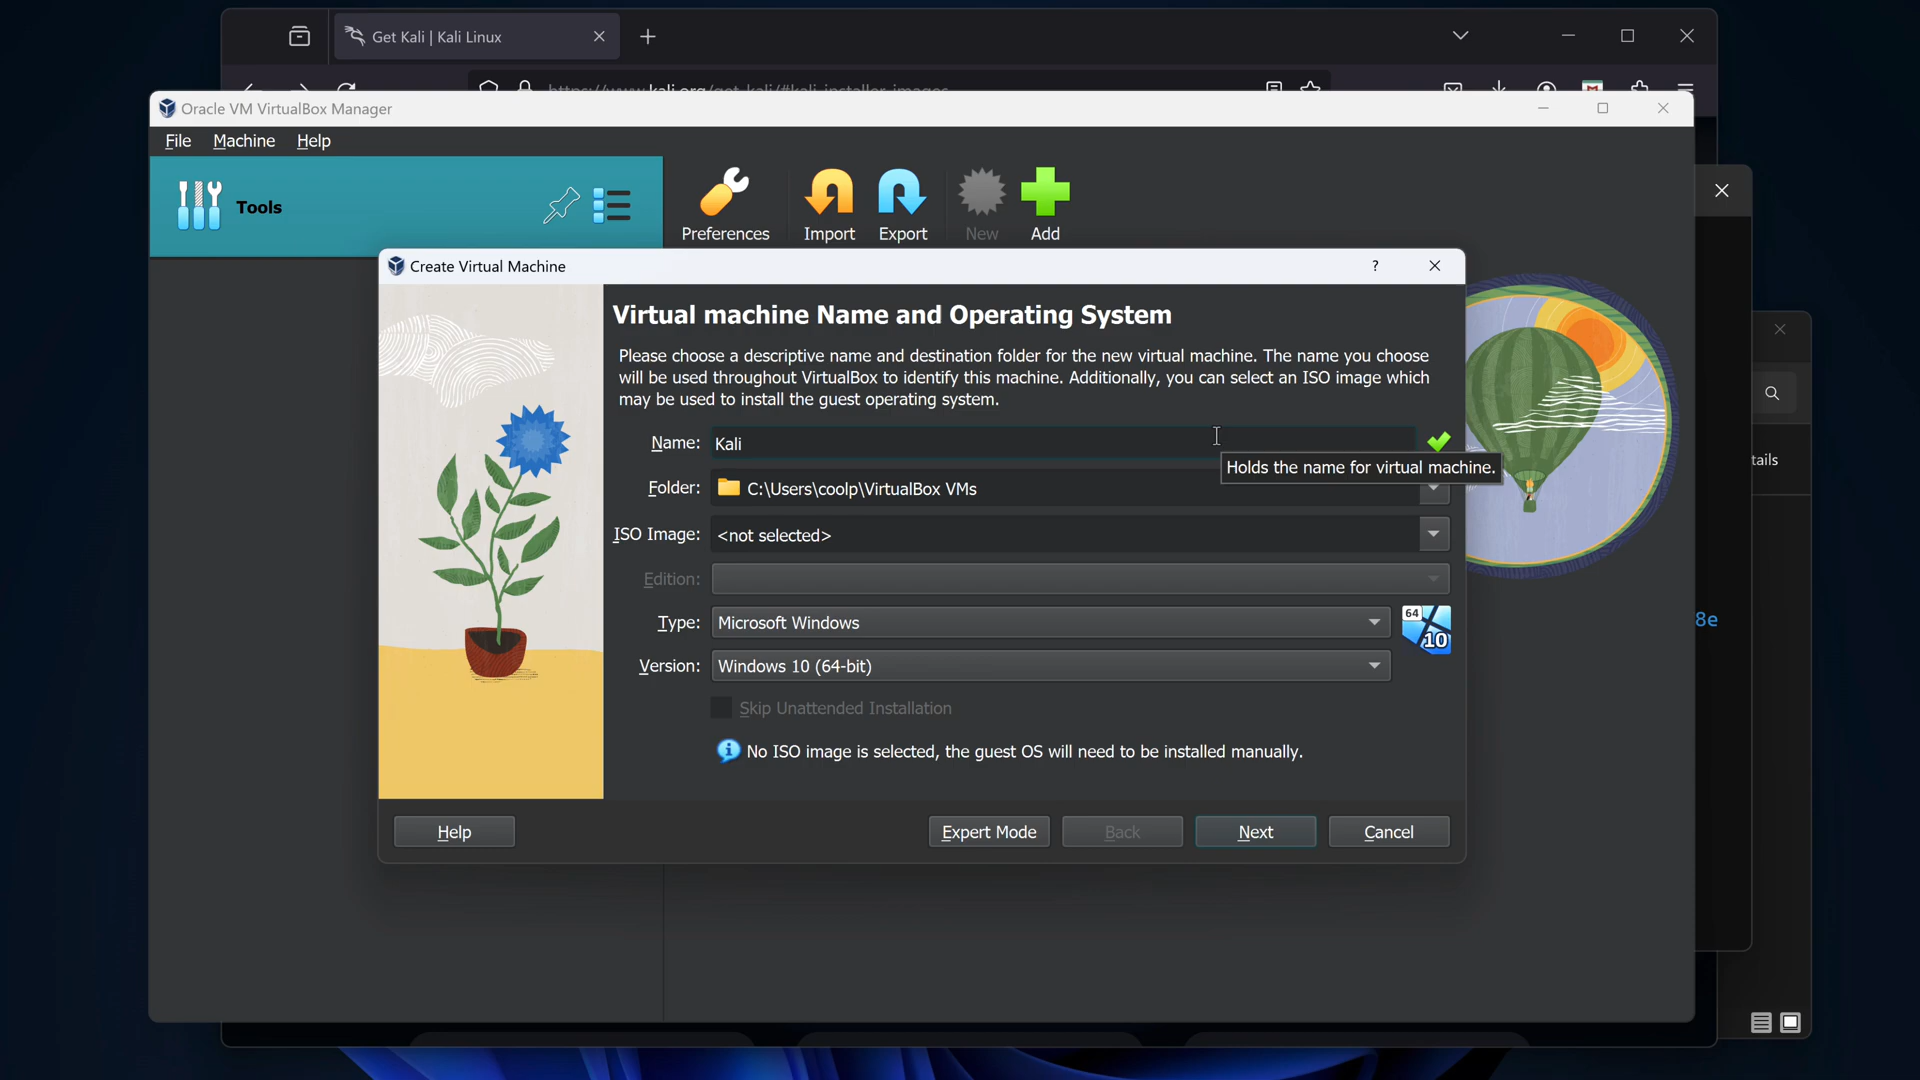 Get Kali | Kali Linux
Oracle VM VirtualBox Manager
File Machine Help
Tools
Preferences Import Export New Add
Create Virtual Machine
?
Virtual machine Name and Operating System
Please choose a descriptive name and destination folder for the new virtual machine. The name you choose
will be used throughout VirtualBox to identify this machine. Additionally, you can select an ISO image which
may be used to install the guest operating system.
Name: Kali
Holds the name for virtual machine.
Folder: C:\Users\coolp\VirtualBox VMs
tails
ISO Image: <not selected>
Edition:
Type: Microsoft Windows
64
10
8e
Version: Windows 10 (64-bit)
Skip Unattended Installation
No ISO image is selected, the guest OS will need to be installed manually.
Help Expert Mode Back Next Cancel